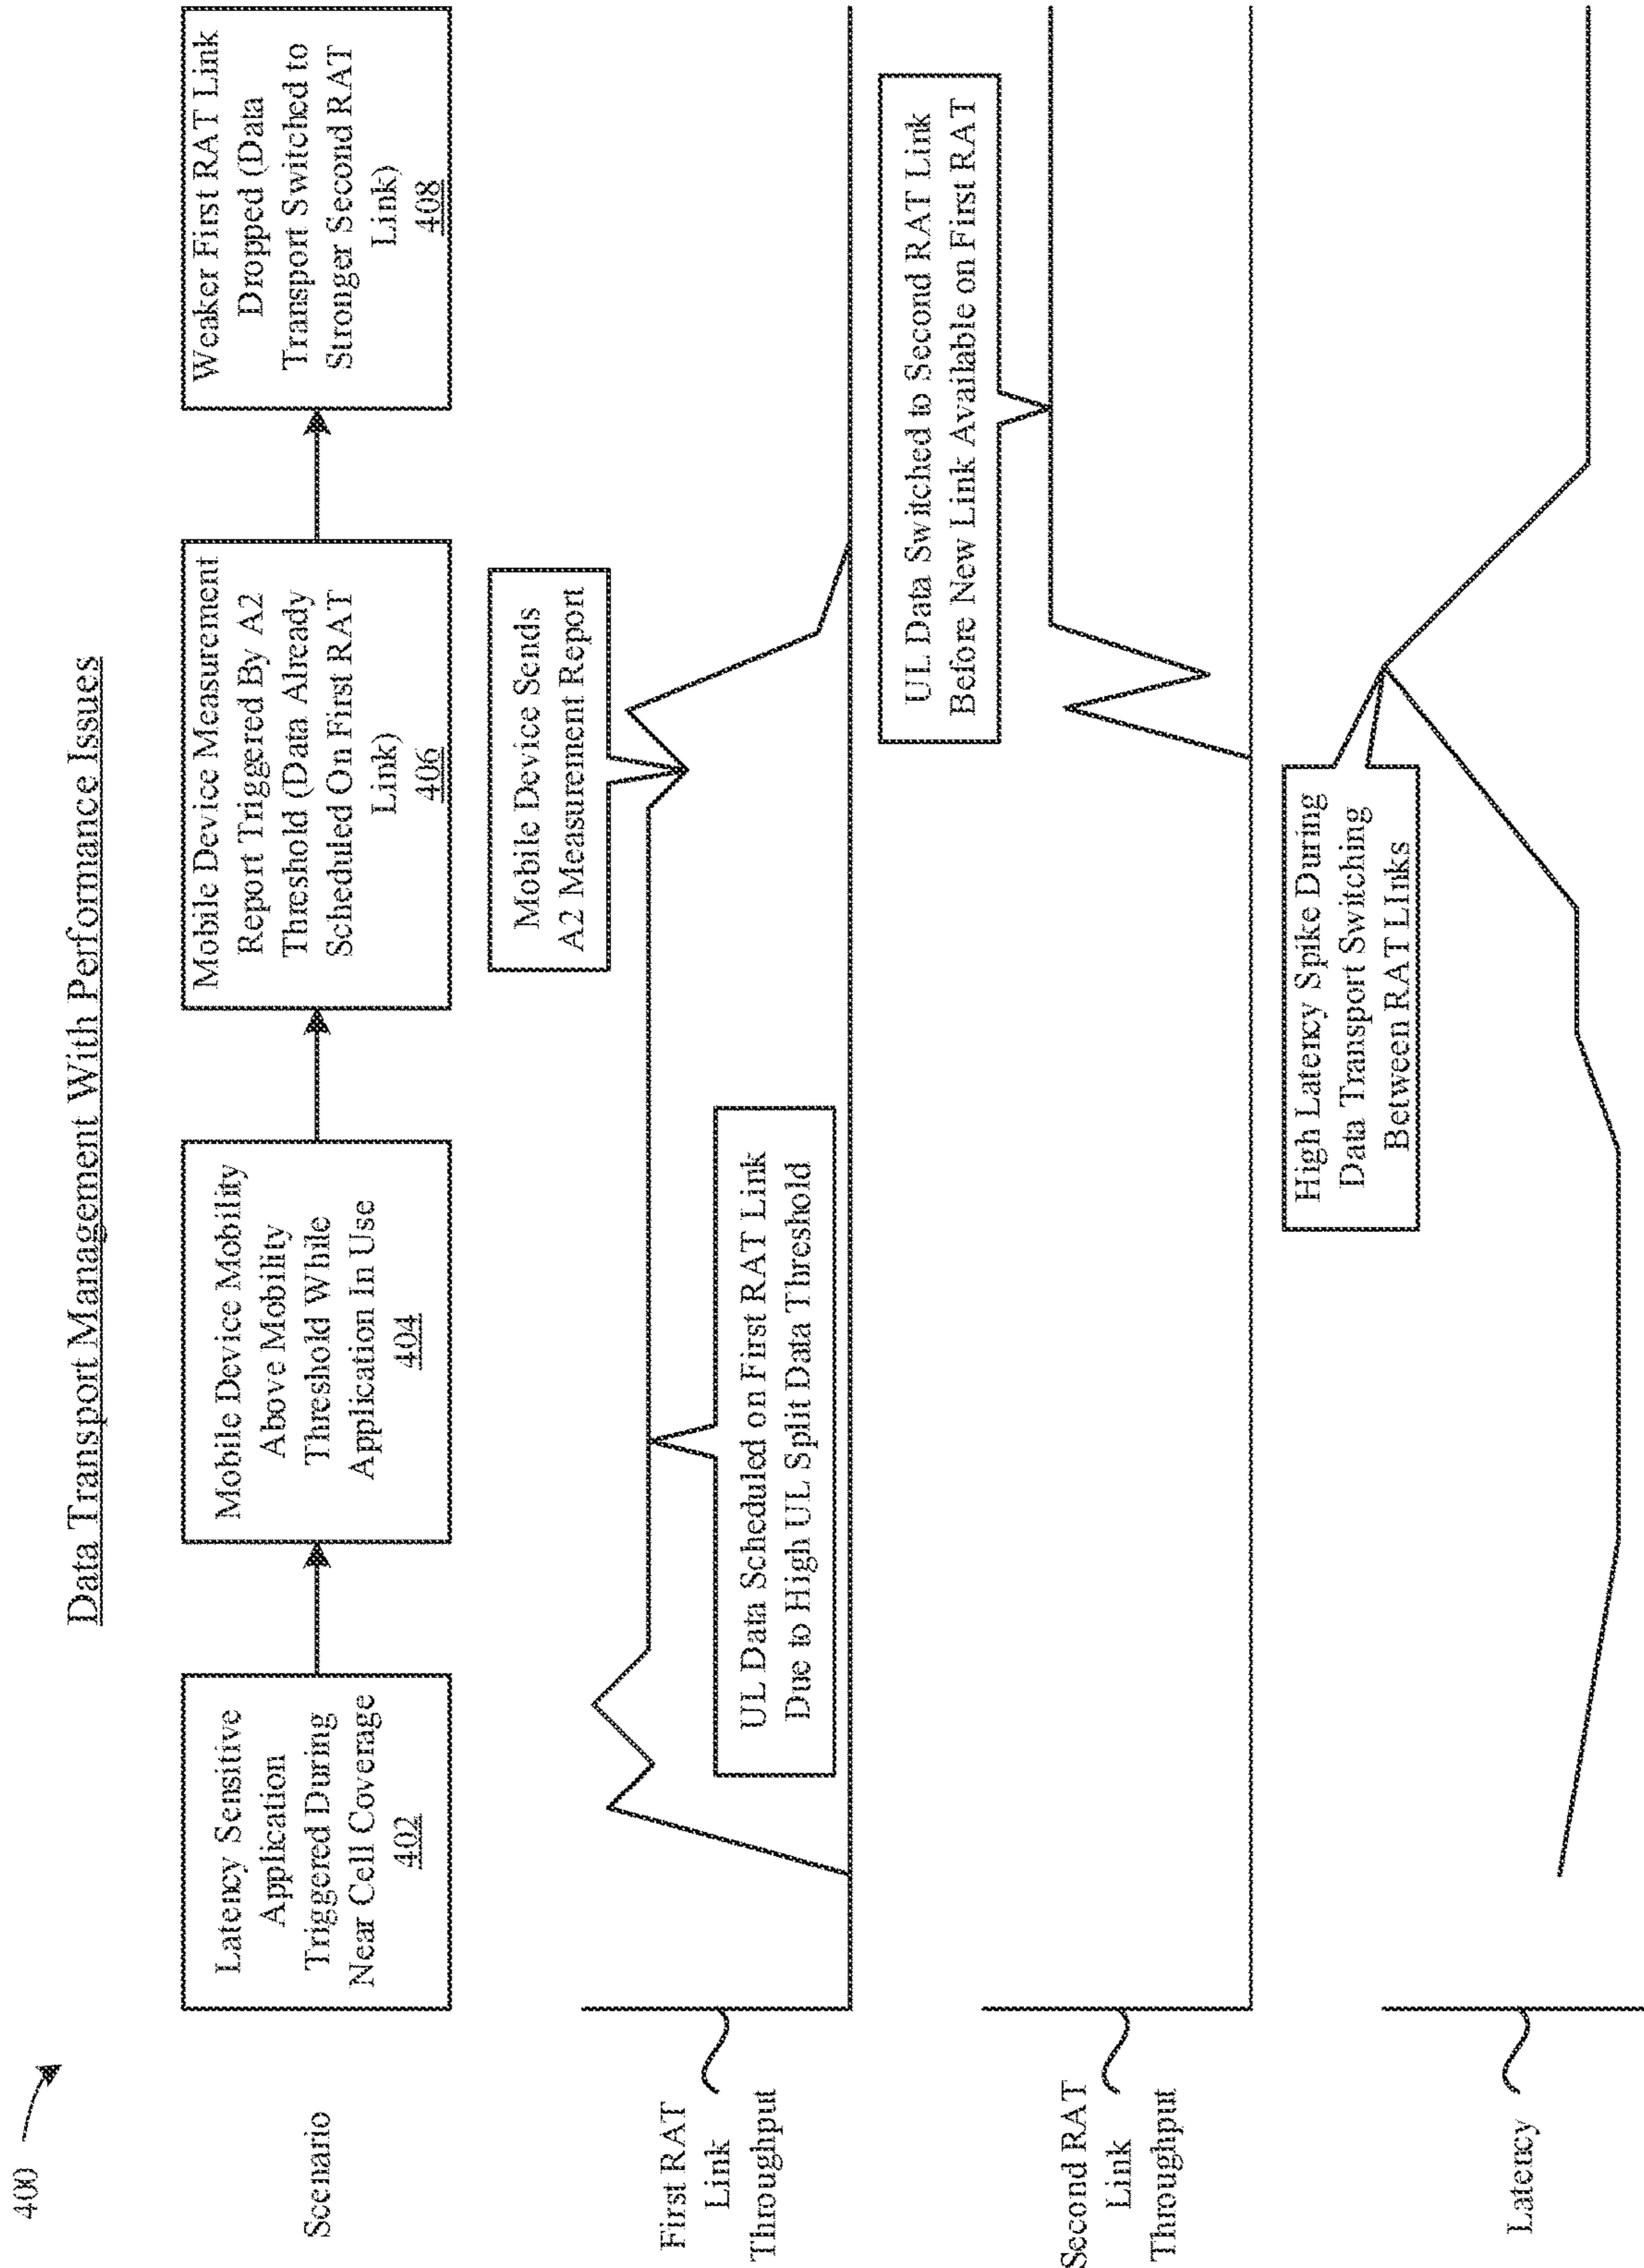 400
Data Transport Management With Performance Issues
Scenario
Latency Sensitive
Application
Triggered During
Near Cell Coverage
402
Mobile Device Mobility
Above Mobility
Threshold While
Application In Use
404
Mobile Device Measurement
Report Triggered By A2
Threshold (Data Already
Scheduled On First RAT
Link)
406
Weaker First RAT Link
Dropped (Data
Transport Switched to
Stronger Second RAT
Link)
408
First RAT
Link
Throughput
Mobile Device Sends
A2 Measurement Report
UL Data Scheduled on First RAT Link
Due to High UL Split Data Threshold
Second RAT
Link
Throughput
UL Data Switched to Second RAT Link
Before New Link Available on First RAT
Latency
High Latency Spike During
Data Transport Switching
Between RAT Links